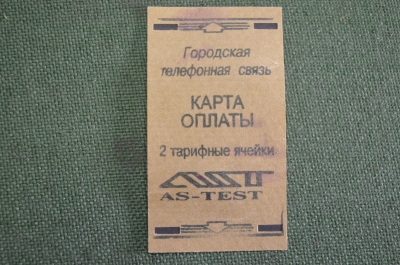 Городская
телефонная связь
КАРТА
ОПЛАТЫ
2 тарифные ячейки
AS-TEST